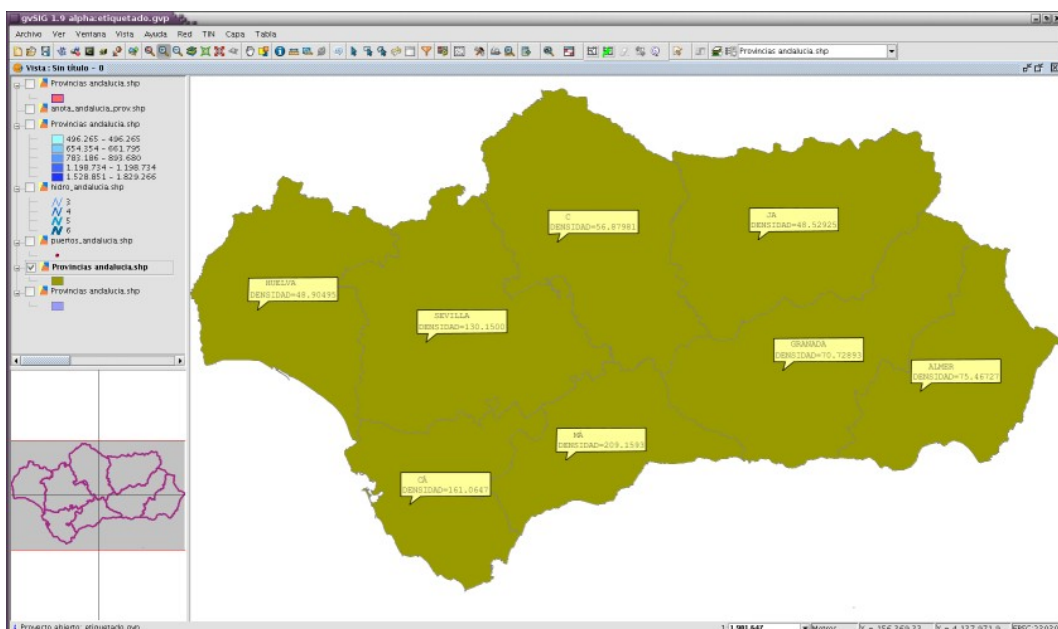 gvSIG 1.9 alpha:etiquetado.gvp
Archivo Ver Ventana Vista Ayuda Red TIN Capa Tabla
Provincias andalucia.shp
Vista: Sin título - 0
Provincias andalucia.shp
anota_andalucia_prov.shp
Provincias andalucia.shp
496.265 - 496.265
654.354 - 661.795
783.186 - 893.680
1.198.734 - 1.198.734
1.528.851 - 1.829.266
hidro_andalucia.shp
3
4
5
6
puertos_andalucia.shp
Provincias andalucia.shp
Provincias andalucia.shp
C
DENSIDAD=56.87981
JA
DENSIDAD=48.52925
HUELVA
DENSIDAD=48.90495
SEVILLA
DENSIDAD=130.1500
GRANADA
DENSIDAD=70.72893
ALMER
DENSIDAD=75.46727
MA
DENSIDAD=209.1593
CA
DENSIDAD=161.0647
Proyecto abierto: etiquetado.gvp
1: 1.981.647 Metros